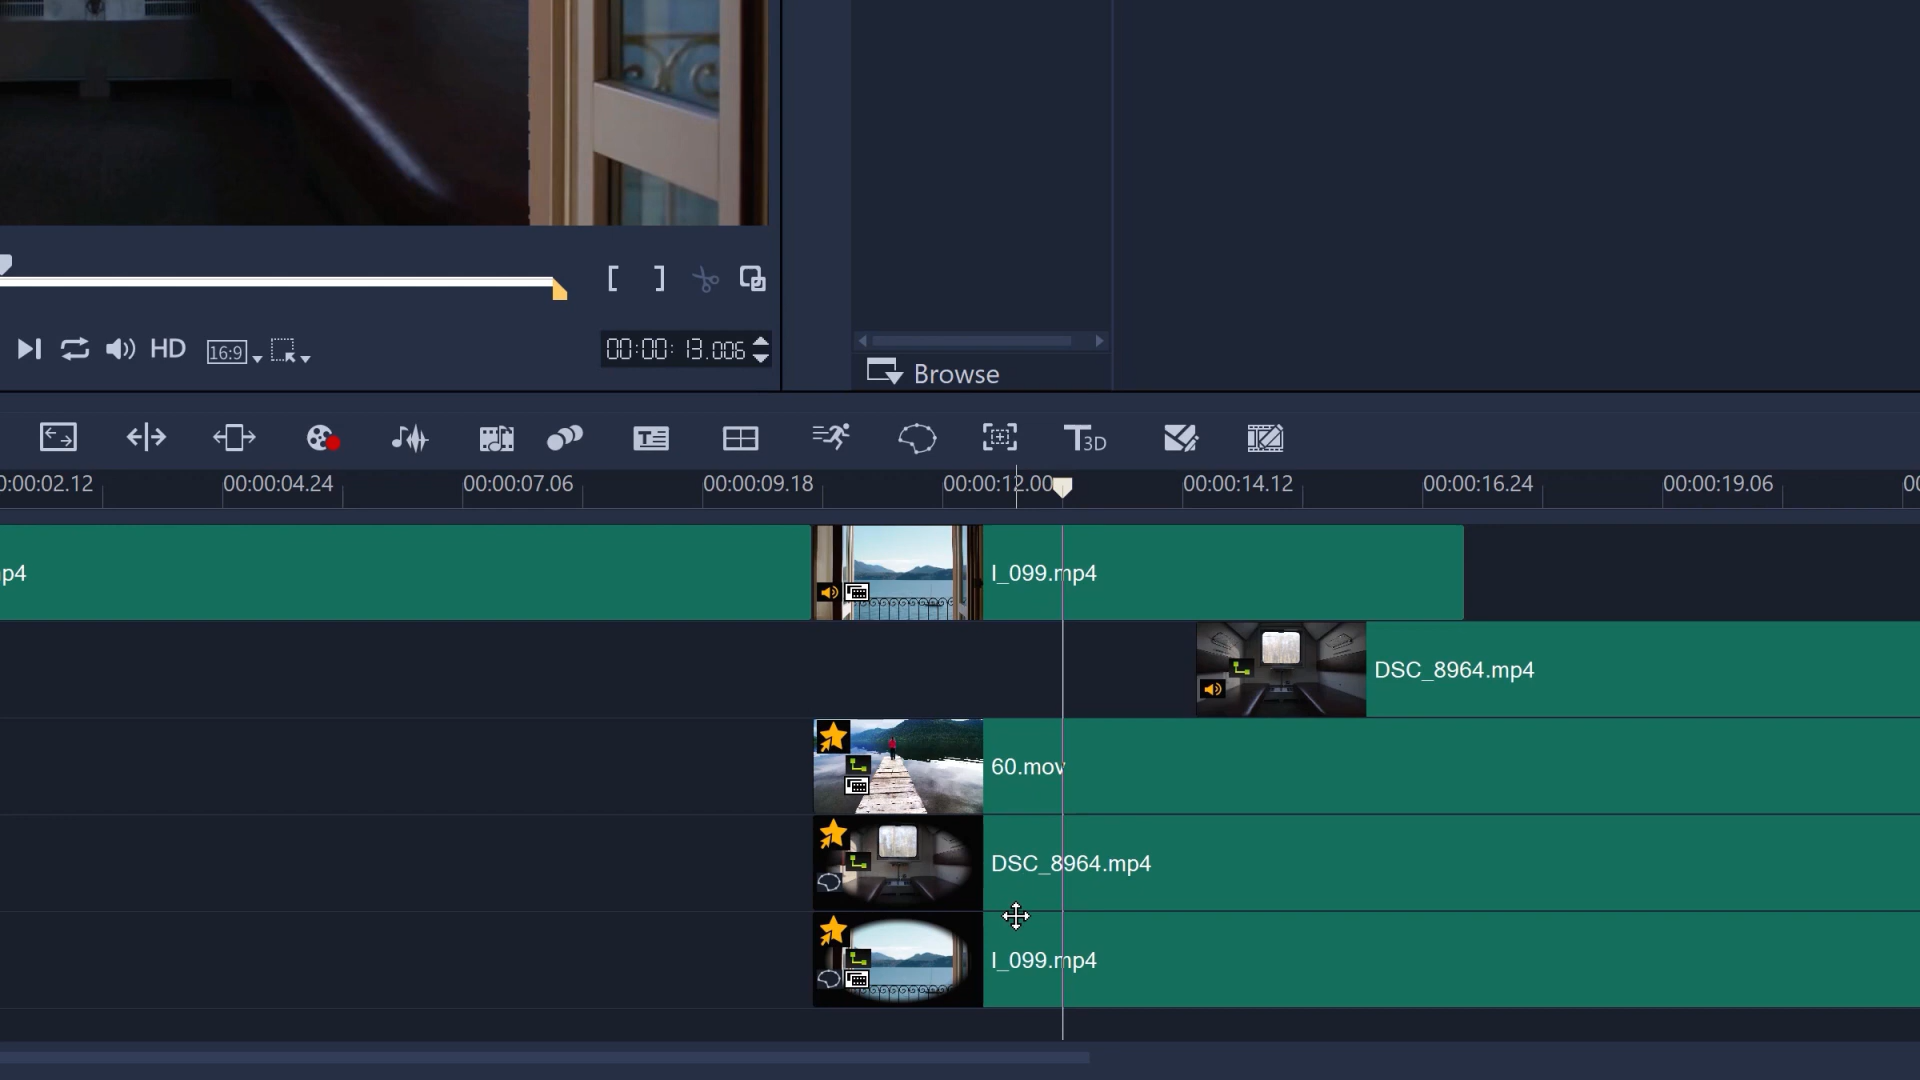 HD
16:9
00:00: 13.006
Browse
T3D
0:00:02.12
00:00:04.24
00:00:07.06
00:00:09.18
00:00:12.00
00:00:14.12
00:00:16.24
00:00:19.06
00
p4
I_099.mp4
DSC_8964.mp4
60.mov
DSC_8964.mp4
I_099.mp4